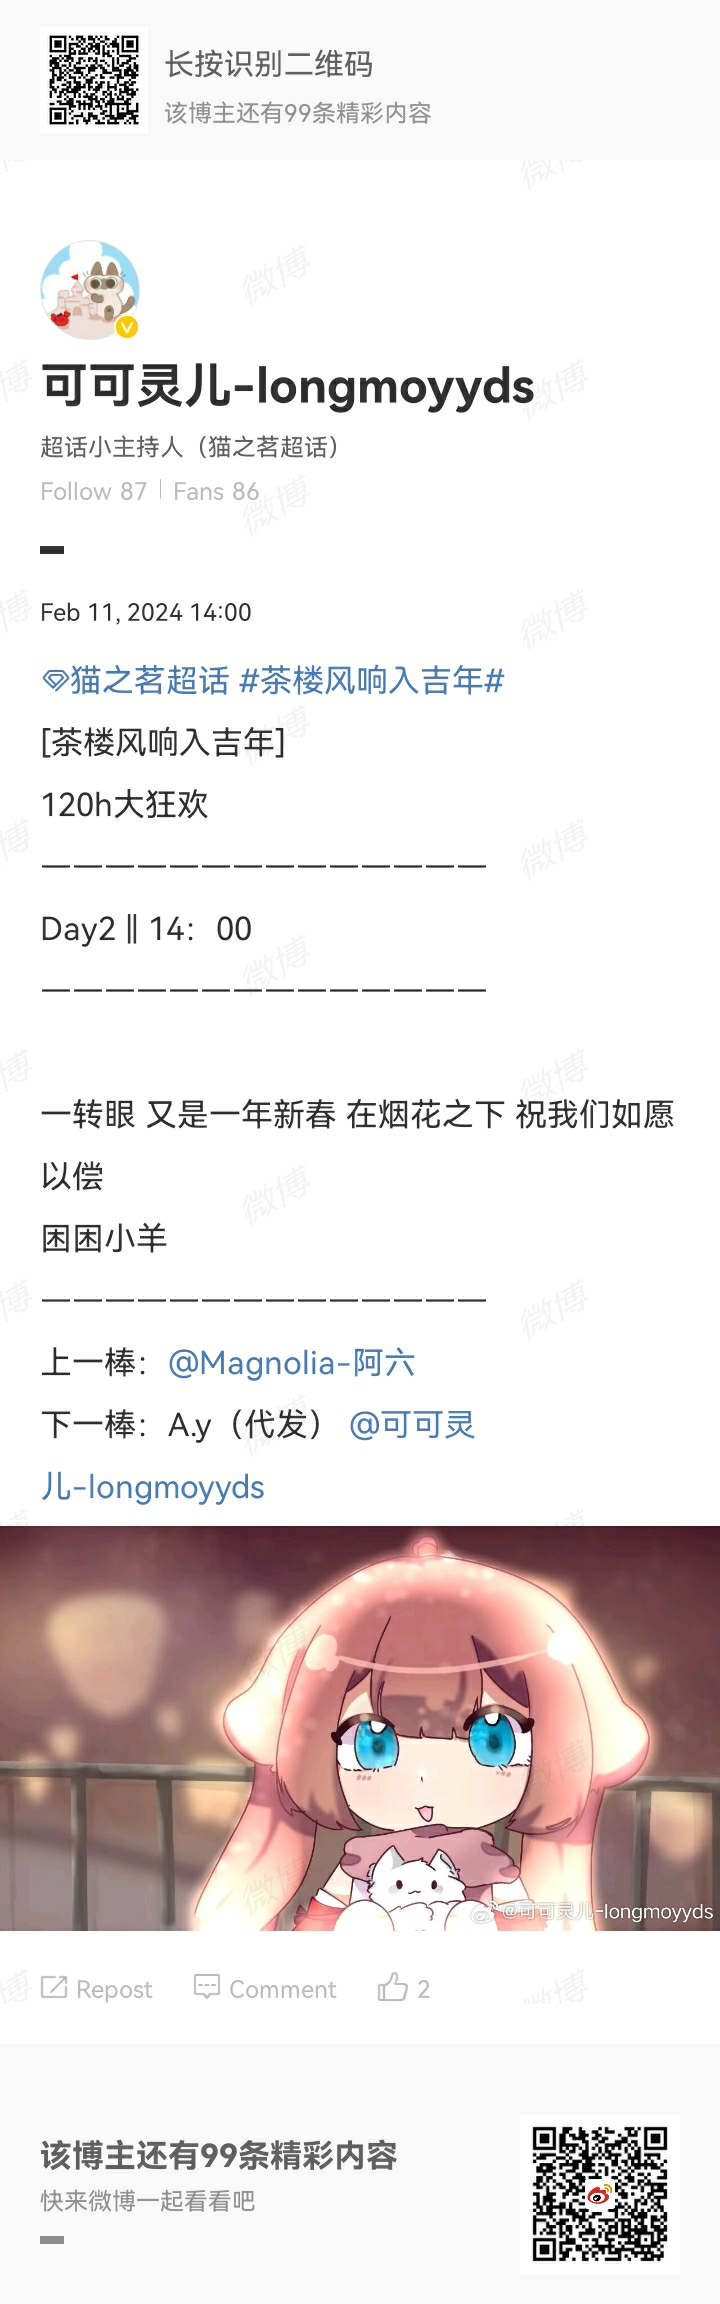 长按识别二维码
该博主还有99条精彩内容
可可灵儿-longmoyyds
超话小主持人（猫之茗超话）
Follow 87 | Fans 86
Feb 11, 2024 14:00
猫之茗超话 #茶楼风响入吉年#
[茶楼风响入吉年]
120h大狂欢
——————————————
Day2 || 14：00
——————————————
一转眼 又是一年新春 在烟花之下 祝我们如愿
以偿
困困小羊
——————————————
上一棒：@Magnolia-阿六
下一棒：A.y（代发） @可可灵
儿-longmoyyds
@可可灵儿-longmoyyds
Repost Comment 2
该博主还有99条精彩内容
快来微博一起看看吧
微博